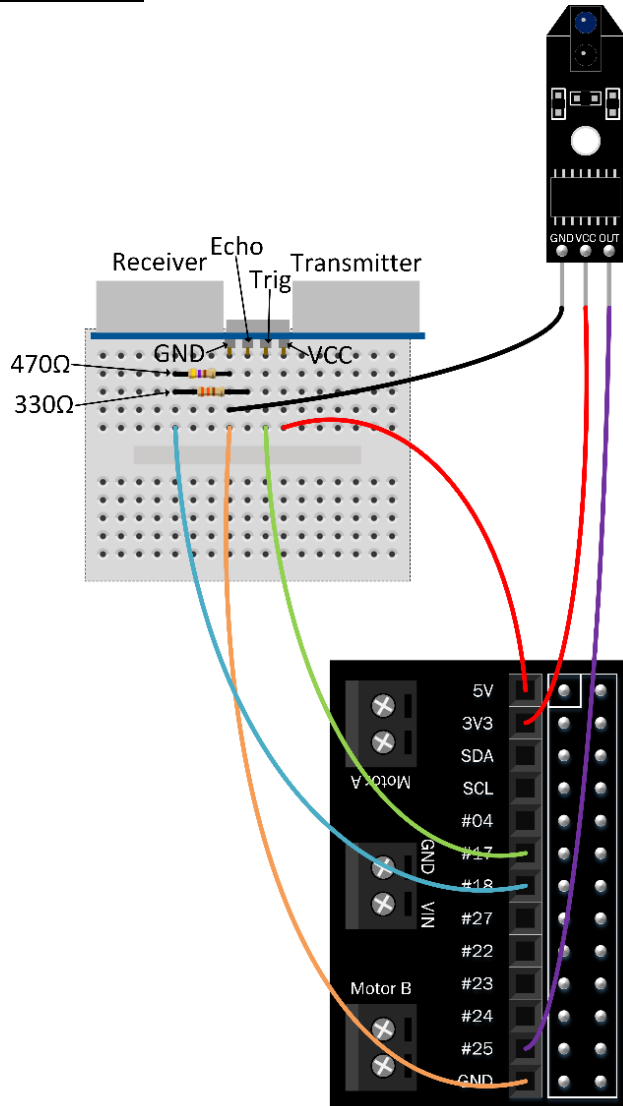 GND VCC OUT
Echo
Receiver
Trig
Transmitter
GND
VCC
470Ω
330Ω
5V
3V3
SDA
SCL
#04
#17
#18
#27
#22
#23
#24
#25
GND
Motor A
GND
VIN
Motor B